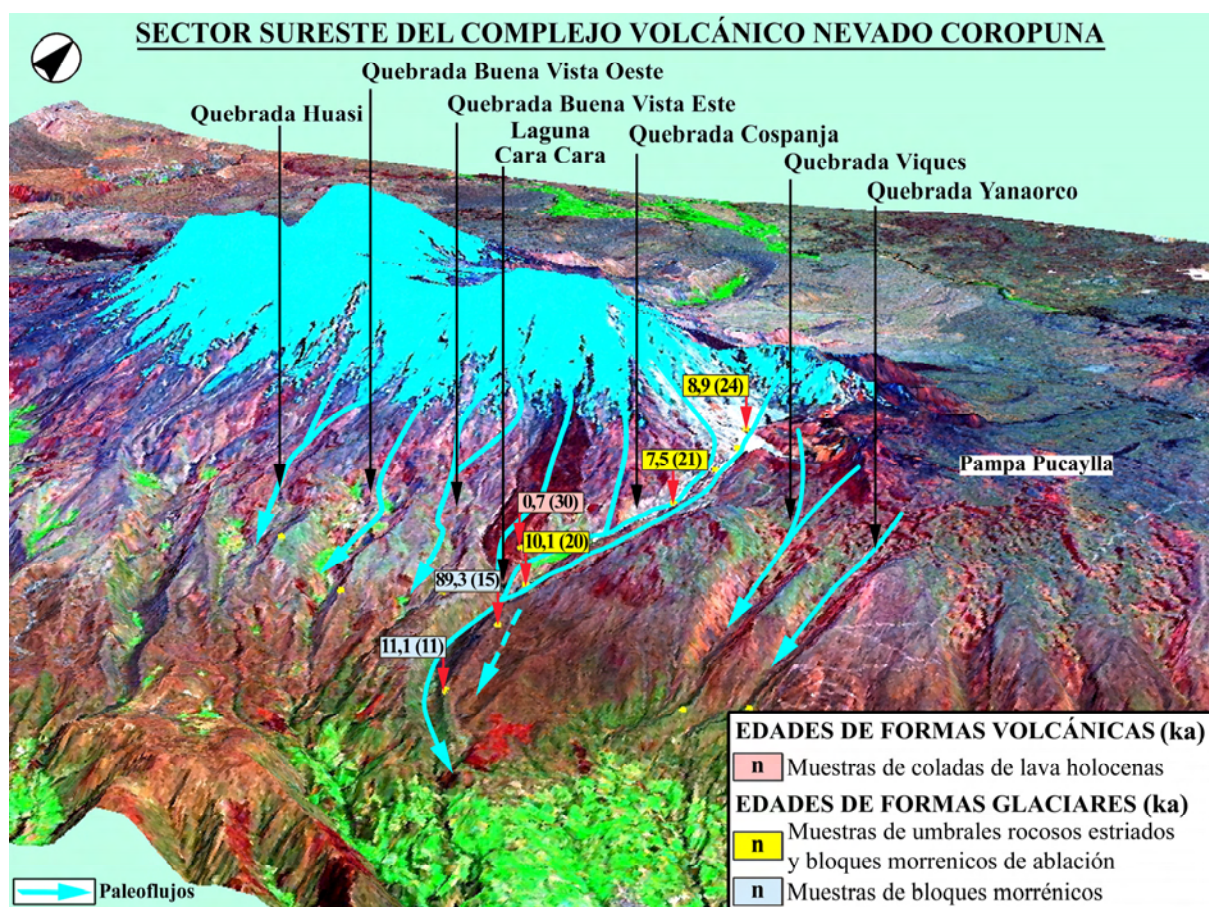 SECTOR SURESTE DEL COMPLEJO VOLCÁNICO NEVADO COROPUNA
Quebrada Buena Vista Oeste
Quebrada Huasi
Quebrada Buena Vista Este
Laguna
Cara Cara
Quebrada Cospanja
Quebrada Viques
Quebrada Yanaorco
8,9 (24)
7,5 (21)
Pampa Pucaylla
0,7 (30)
10,1 (20)
89,3 (15)
11,1 (11)
EDADES DE FORMAS VOLCÁNICAS (ka)
n Muestras de coladas de lava holocenas
EDADES DE FORMAS GLACIARES (ka)
n Muestras de umbrales rocosos estriados
y bloques morrenicos de ablación
n Muestras de bloques morrénicos
Paleoflujos